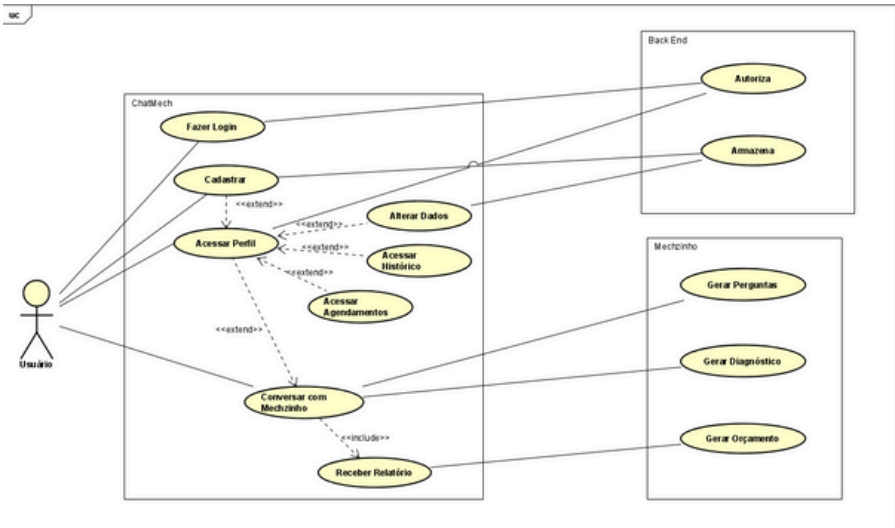 uc
Back End
Autoriza
ChatMech
Fazer Login
Armazena
Cadastrar
<<extend>>
Alterar Dados
<<extend>>
Acessar Perfil
<<extend>>
Acessar
Histórico
Mechzinho
<<extend>>
Gerar Perguntas
Acessar
Agendamentos
<<extend>>
Usuário
Gerar Diagnóstico
Conversar com
Mechzinho
<<include>>
Gerar Orçamento
Receber Relatório